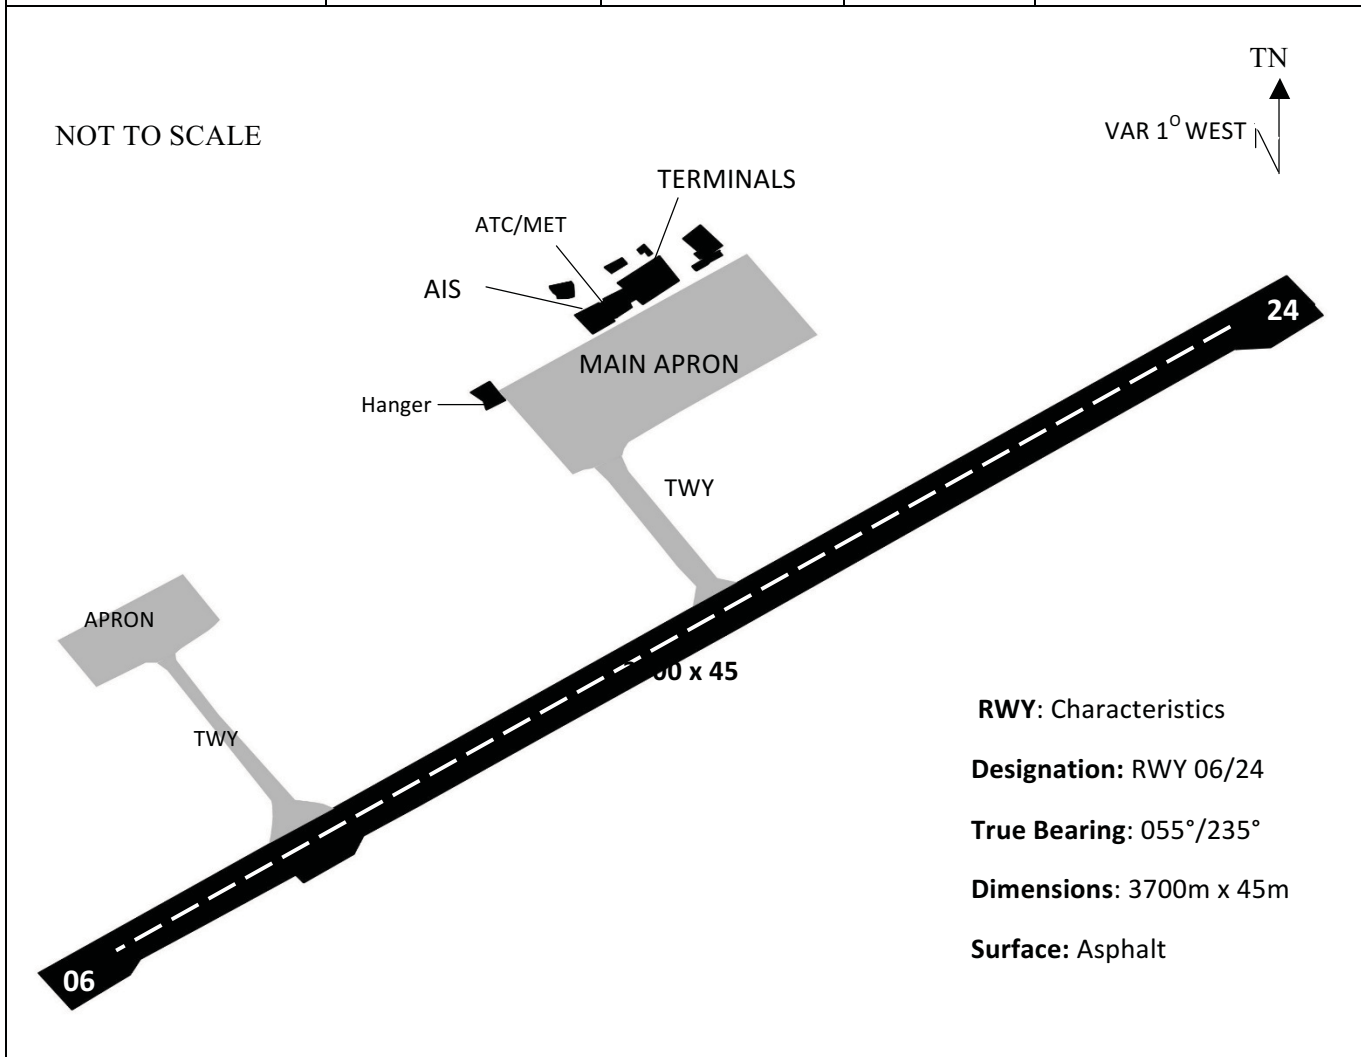 TN
NOT TO SCALE
VAR 1° WEST
TERMINALS
ATC/MET
AIS
MAIN APRON
24
Hanger
TWY
APRON
00 x 45
TWY
RWY: Characteristics
Designation: RWY 06/24
True Bearing: 055°/235°
Dimensions: 3700m x 45m
Surface: Asphalt
06